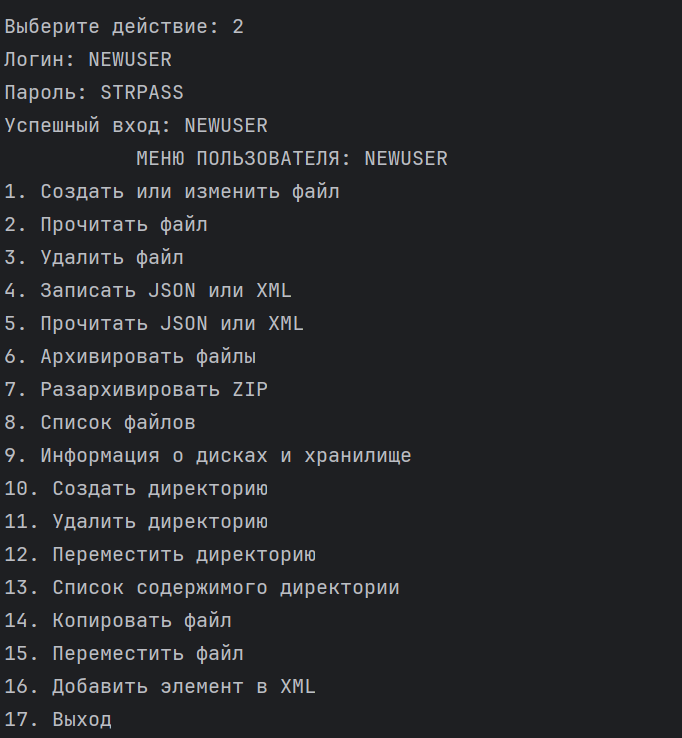 Выберите действие: 2
Логин: NEWUSER
Пароль: STRPASS
Успешный вход: NEWUSER
МЕНЮ ПОЛЬЗОВАТЕЛЯ: NEWUSER
1. Создать или изменить файл
2. Прочитать файл
3. Удалить файл
4. Записать JSON или XML
5. Прочитать JSON или XML
6. Архивировать файлы
7. Разархивировать ZIP
8. Список файлов
9. Информация о дисках и хранилище
10. Создать директорию
11. Удалить директорию
12. Переместить директорию
13. Список содержимого директории
14. Копировать файл
15. Переместить файл
16. Добавить элемент в XML
17. Выход